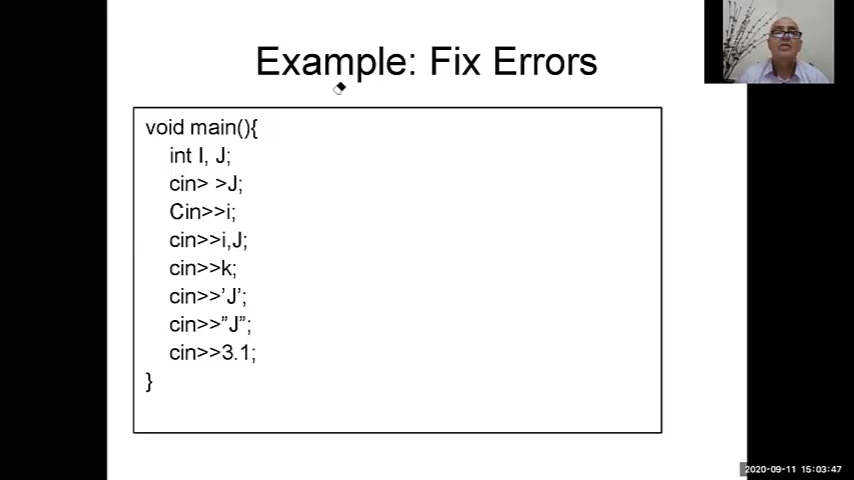 Example: Fix Errors
void main(){
int I, J;
cin> >J;
Cin>>i;
cin>>i,J;
cin>>k;
cin>>’J’;
cin>>”J”;
cin>>3.1;
}
2020-09-11 15:03:47